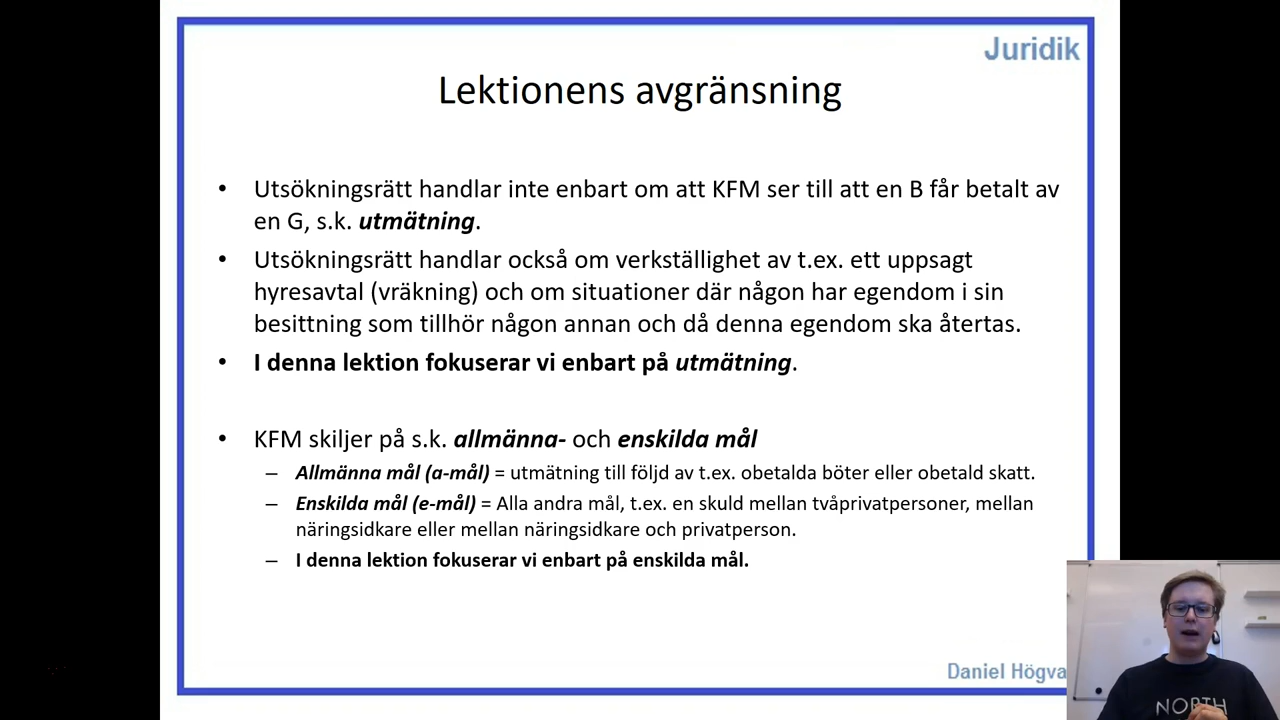 Juridik
Lektionens avgränsning
• Utsökningsrätt handlar inte enbart om att KFM ser till att en B får betalt av
en G, s.k. utmätning.
• Utsökningsrätt handlar också om verkställighet av t.ex. ett uppsagt
hyresavtal (vräkning) och om situationer där någon har egendom i sin
besittning som tillhör någon annan och då denna egendom ska återtas.
• I denna lektion fokuserar vi enbart på utmätning.
• KFM skiljer på s.k. allmänna- och enskilda mål
– Allmänna mål (a-mål) = utmätning till följd av t.ex. obetalda böter eller obetald skatt.
– Enskilda mål (e-mål) = Alla andra mål, t.ex. en skuld mellan tvåprivatpersoner, mellan
näringsidkare eller mellan näringsidkare och privatperson.
– I denna lektion fokuserar vi enbart på enskilda mål.
Daniel Högva
NORTH